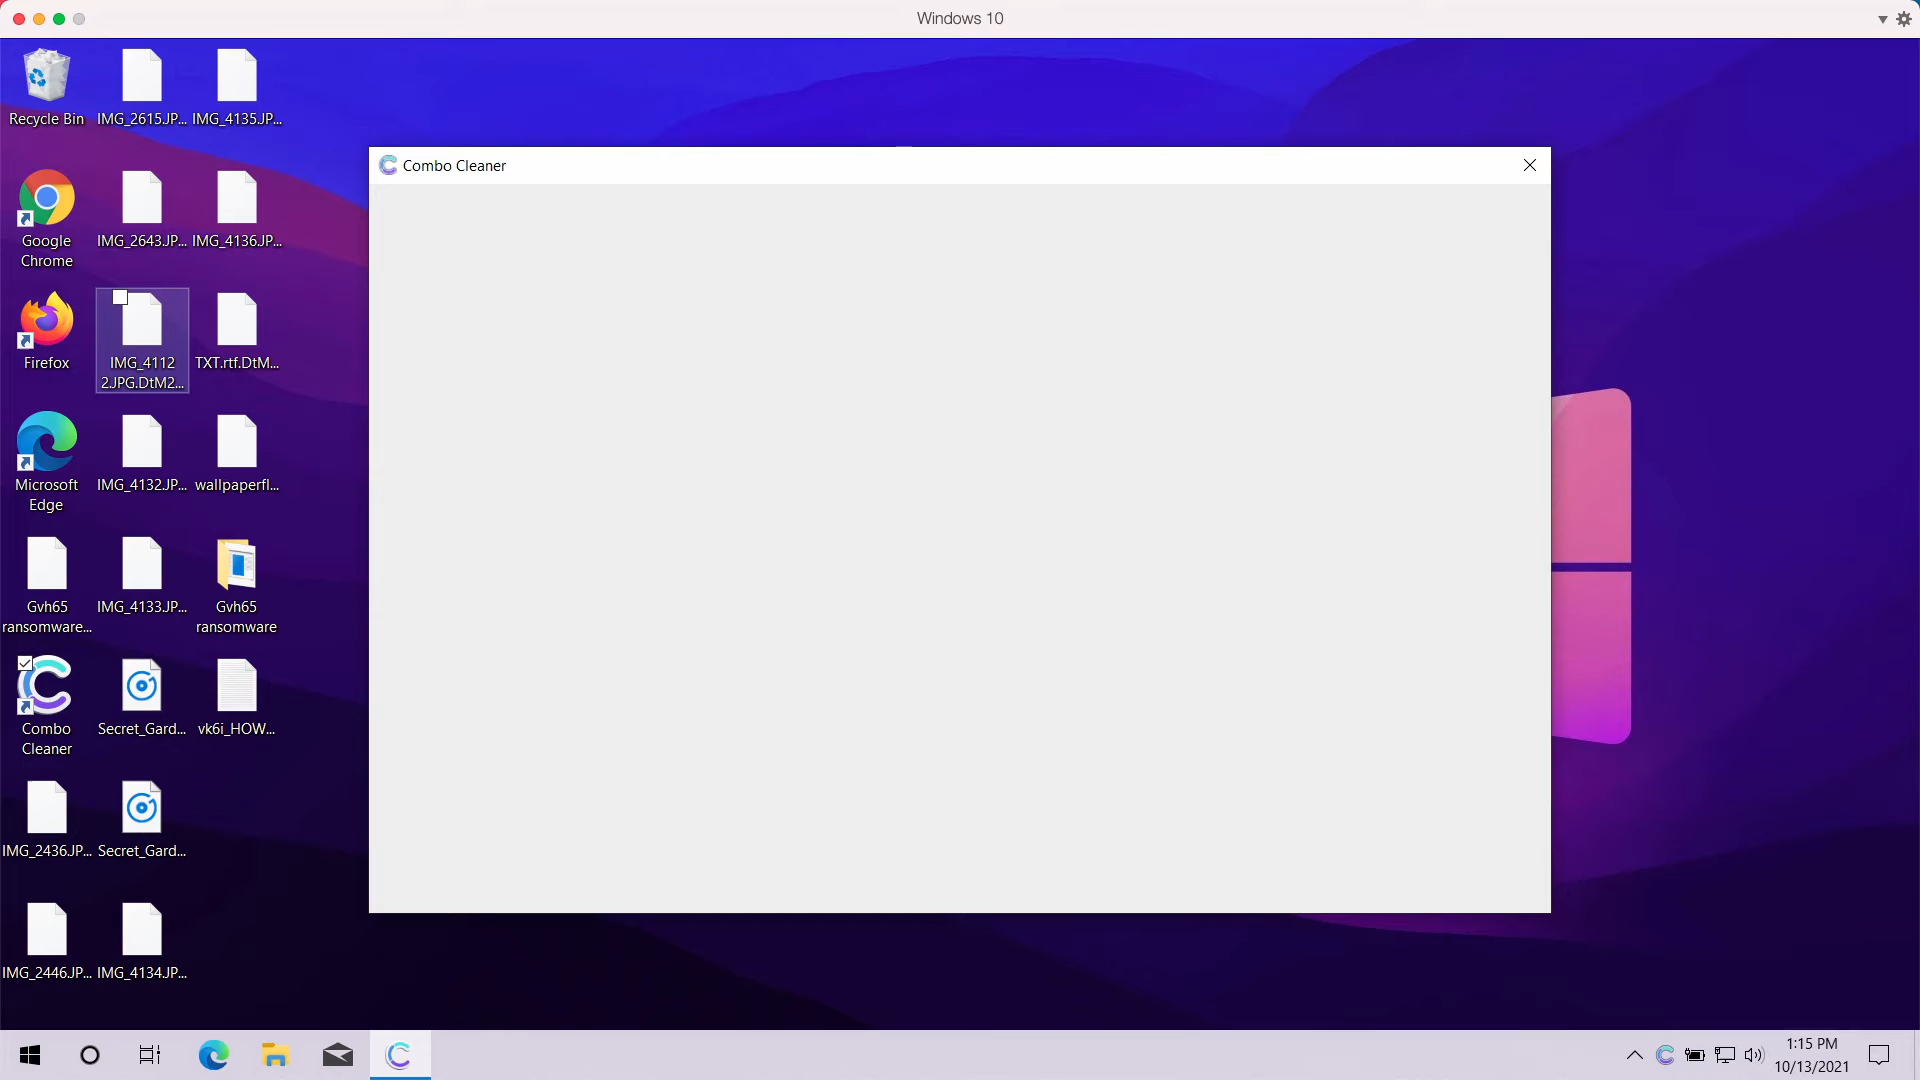 Windows 10
Recycle Bin
IMG_2615.JP...
IMG_4135.JP...
Combo Cleaner
Google
Chrome
IMG_2643.JP...
IMG_4136.JP...
Firefox
IMG_4112
2.JPG.DtM2...
TXT.rtf.DtM...
Microsoft
Edge
IMG_4132.JP...
wallpaperfl...
Gvh65
ransomware...
IMG_4133.JP...
Gvh65
ransomware
Combo
Cleaner
Secret_Gard...
vk6i_HOW...
IMG_2436.JP...
Secret_Gard...
IMG_2446.JP...
IMG_4134.JP...
1:15 PM
10/13/2021